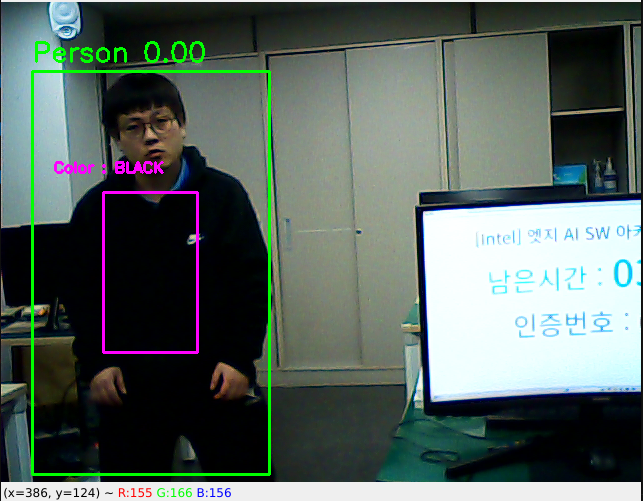 Person 0.00
Color : BLACK
[Intel] 엣지 AI SW 아카
남은시간 : 03
인증번호 :
(x=386, y=124) ~ R:155 G:166 B:156